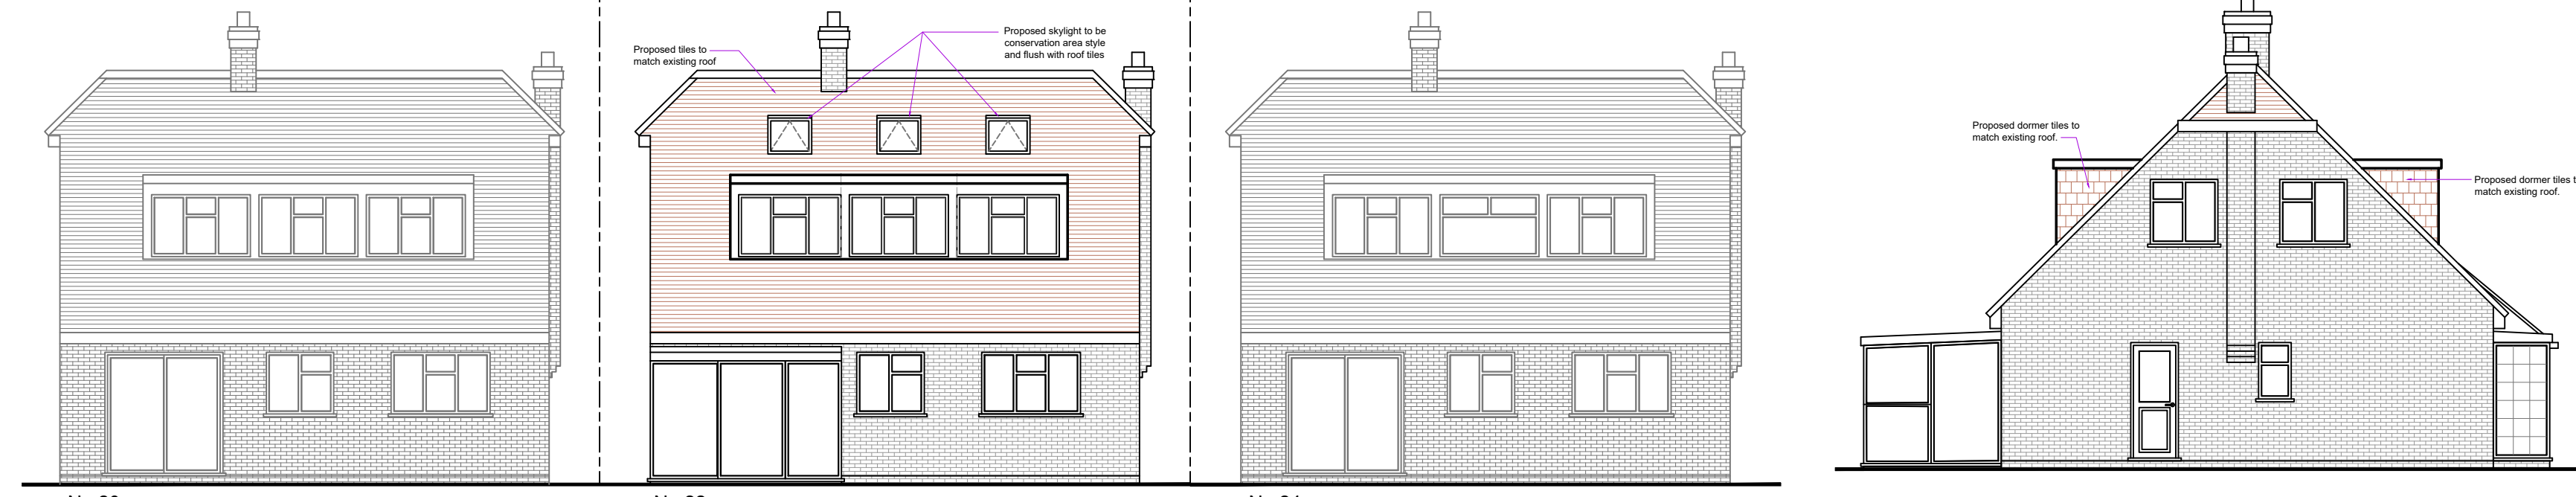 Proposed tiles to
match existing roof
Proposed skylight to be
conservation area style
and flush with roof tiles
Proposed dormer tiles to
match existing roof.
Proposed dormer tiles t
match existing roof.